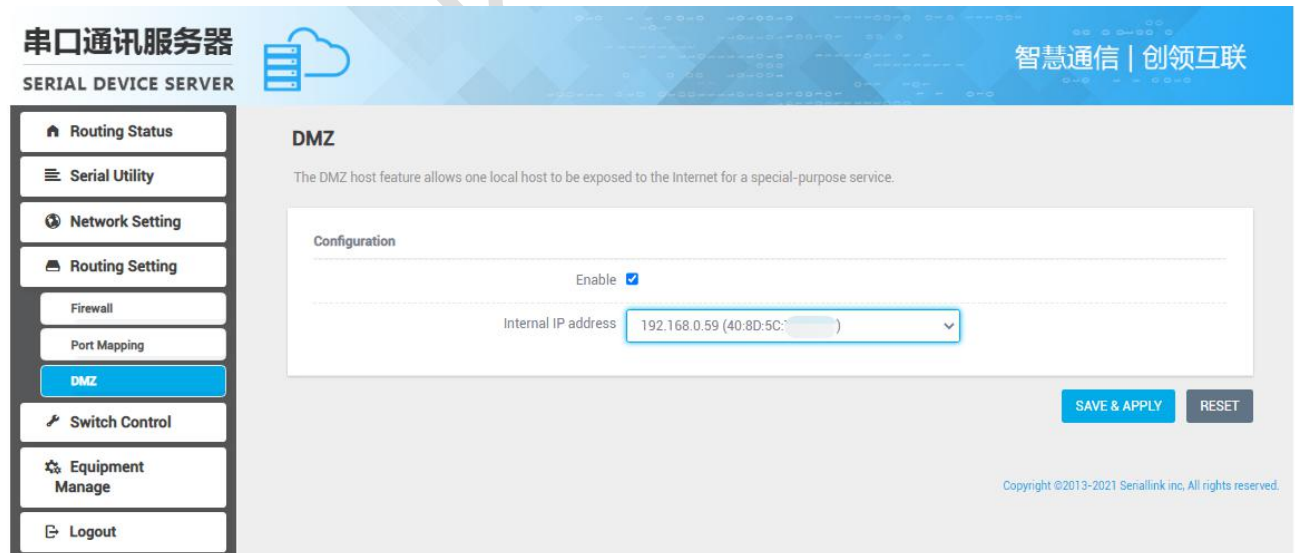 串口通讯服务器
SERIAL DEVICE SERVER
智慧通信 | 创领互联
Routing Status
Serial Utility
Network Setting
Routing Setting
Firewall
Port Mapping
DMZ
Switch Control
Equipment
Manage
Logout
DMZ
The DMZ host feature allows one local host to be exposed to the Internet for a special-purpose service.
Configuration
Enable
Internal IP address
192.168.0.59 (40:8D:5C: )
SAVE & APPLY
RESET
Copyright ©2013-2021 Seriallink inc, All rights reserved.